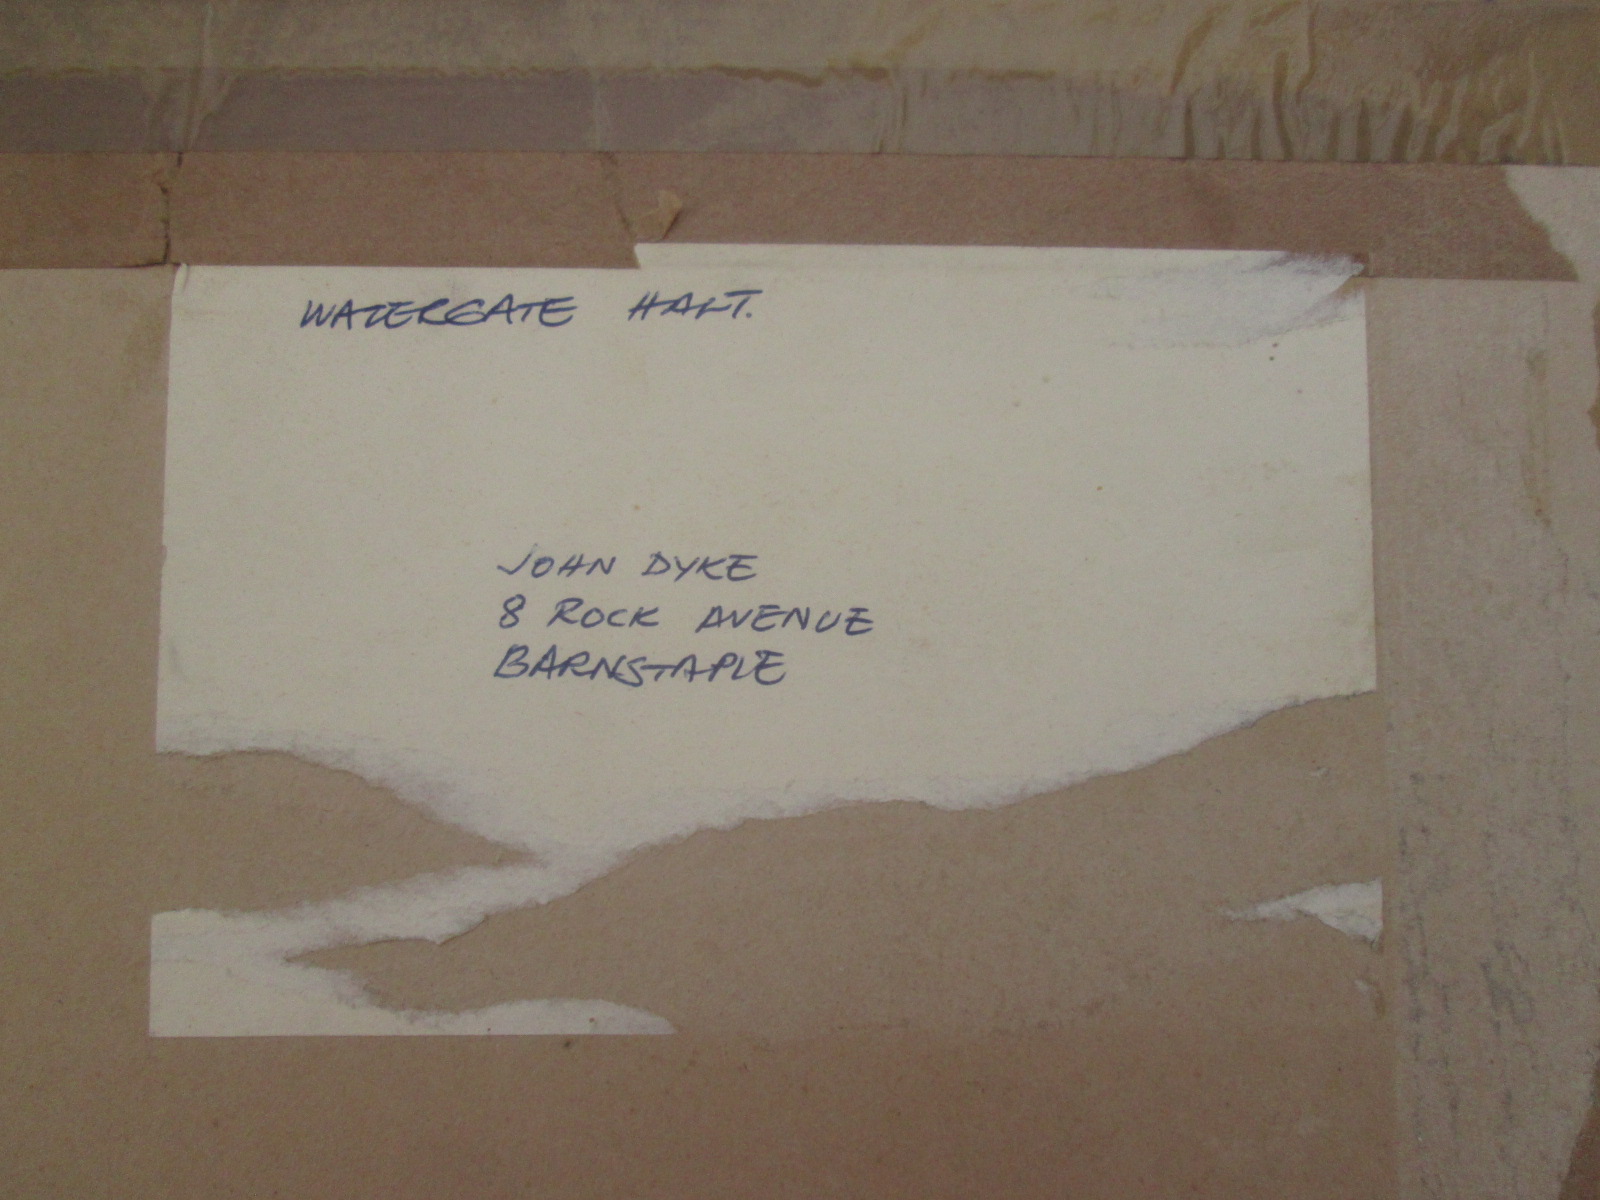 WATERGATE HALT.
JOHN DYKE
8 ROCK AVENUE
BARNSTAPLE